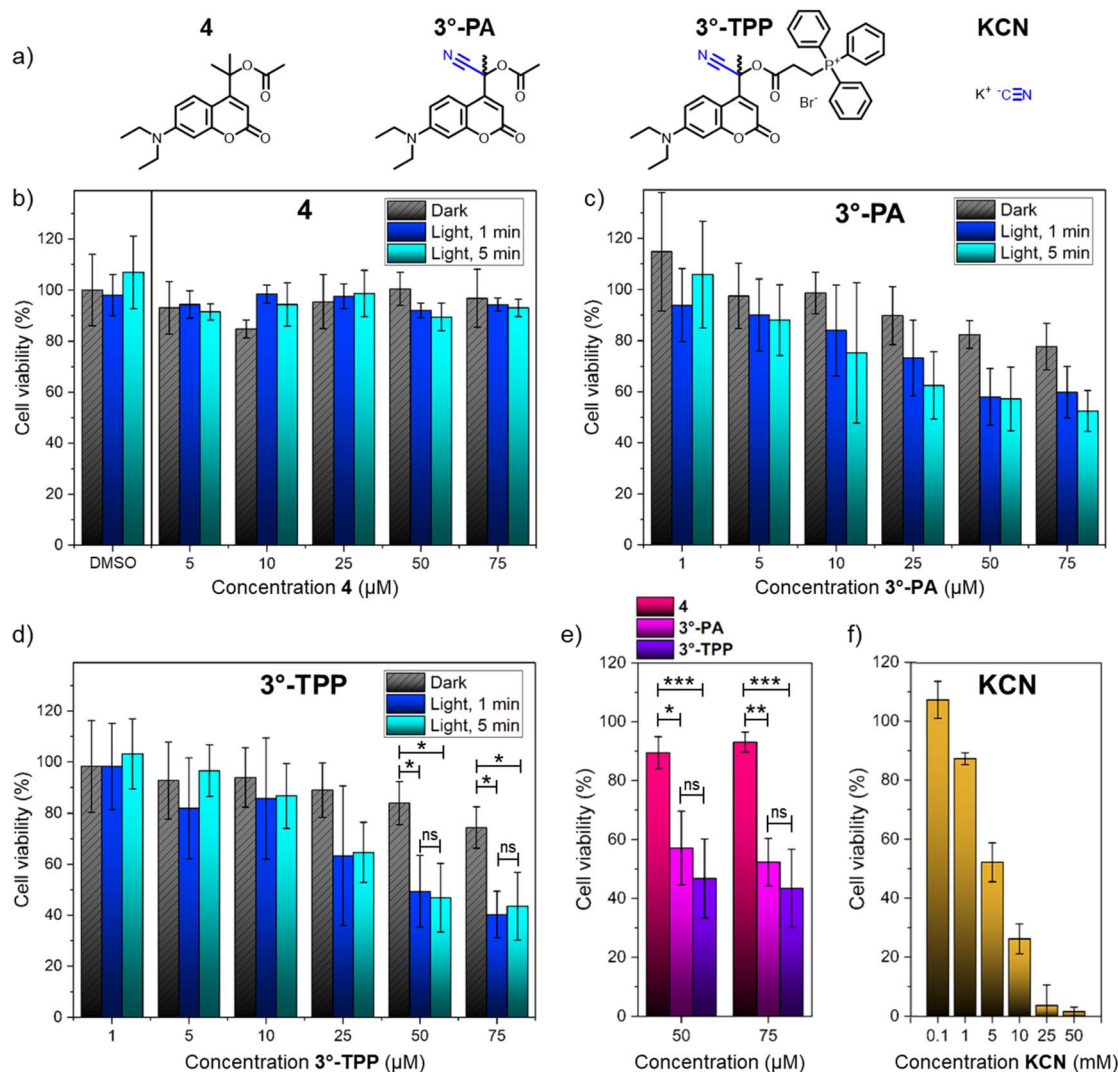 a)
4
3°-PA
3°-TPP
KCN
O
O
N
O
O
N
O
O
N
O
O
N
O
O
P+
Br-
N
O
O
K+ -C≡N
b)
4
Dark
Light, 1 min
Light, 5 min
Cell viability (%)
120
100
80
60
40
20
0
DMSO 5 10 25 50 75
Concentration 4 (µM)
c)
3°-PA
Dark
Light, 1 min
Light, 5 min
Cell viability (%)
120
100
80
60
40
20
0
1 5 10 25 50 75
Concentration 3°-PA (µM)
d)
3°-TPP
Dark
Light, 1 min
Light, 5 min
Cell viability (%)
120
100
80
60
40
20
0
*
*
ns
*
*
ns
1 5 10 25 50 75
Concentration 3°-TPP (µM)
e)
4
3°-PA
3°-TPP
Cell viability (%)
120
100
80
60
40
20
0
***
*
ns
***
**
ns
50 75
Concentration (µM)
f)
KCN
Cell viability (%)
120
100
80
60
40
20
0
0.1 1 5 10 25 50
Concentration KCN (mM)